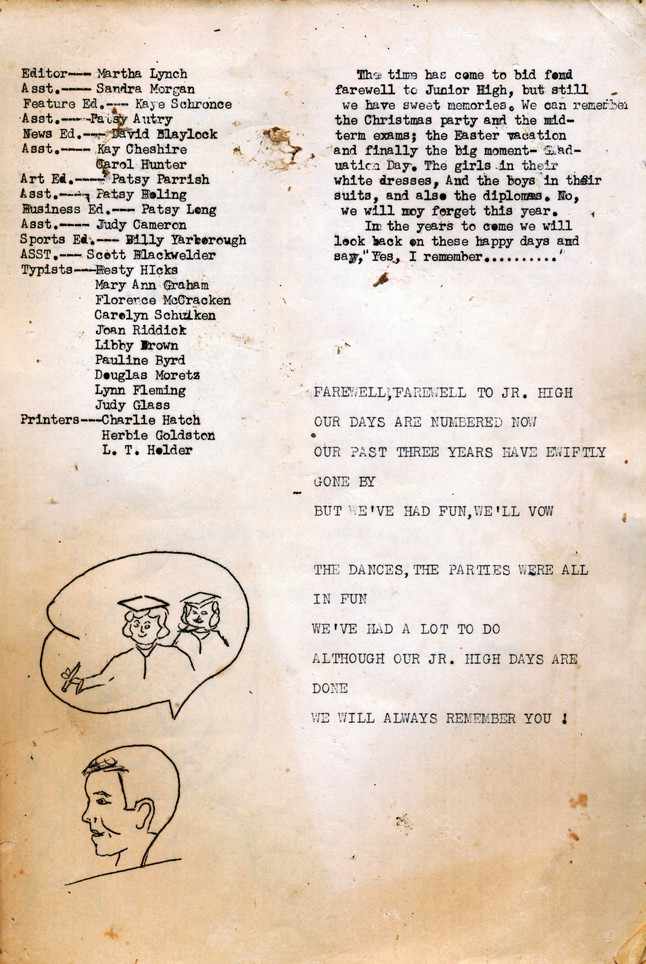 Editor--- Martha Lynch
Asst.---- Sandra Morgan
Feature Ed.--- Kaye Schronce
Asst.----Patsy Autry
News Ed.--- David Blaylock
Asst.--- Kay Cheshire
Carol Hunter
Art Ed.---- Patsy Parrish
Asst.---- Patsy Holing
Business Ed.--- Patsy Long
Asst.--- Judy Cameron
Sports Ed.--- Billy Yarborough
ASST.--- Scott Blackwelder
Typists---Hesty HIcks
Mary Ann Graham
Florence McCracken
Carolyn Schulken
Joan Riddick
Libby Brown
Pauline Byrd
Douglas Moretz
Lynn Fleming
Judy Glass
Printers---Charlie Hatch
Herbie Goldston
L. T. Holder
The time has come to bid fond
farewell to Junior High, but still
we have sweet memories. We can remember
the Christmas party and the mid-
term exams; the Easter vacation
and finally the big moment- Grad-
uation Day. The girls in their
white dresses, And the boys in their
suits, and also the diplomas. No,
we will noy forget this year.
In the years to come we will
look back on these happy days and
say,"Yes, I remember..........'
FAREWELL,FAREWELL TO JR. HIGH
OUR DAYS ARE NUMBERED NOW
OUR PAST THREE YEARS HAVE EWIFTLY
GONE BY
BUT WE'VE HAD FUN,WE'LL VOW
THE DANCES,THE PARTIES WERE ALL
IN FUN
WE'VE HAD A LOT TO DO
ALTHOUGH OUR JR. HIGH DAYS ARE
DONE
WE WILL ALWAYS REMEMBER YOU !